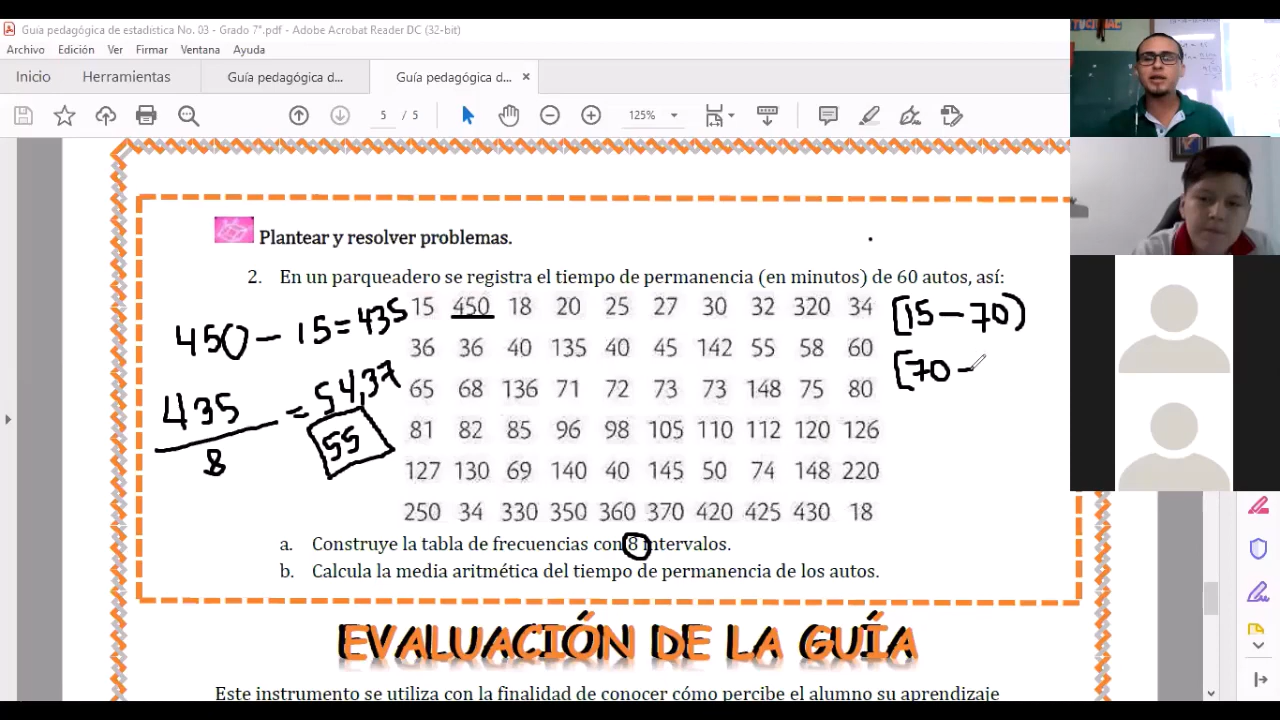 Guía pedagógica de estadística No. 03 - Grado 7°.pdf - Adobe Acrobat Reader DC (32-bit)
Archivo Edición Ver Firmar Ventana Ayuda
Inicio Herramientas Guía pedagógica d... Guía pedagógica d... ×
5 / 5 125%
Plantear y resolver problemas.
2. En un parqueadero se registra el tiempo de permanencia (en minutos) de 60 autos, así:
15 450 18 20 25 27 30 32 320 34
36 36 40 135 40 45 142 55 58 60
65 68 136 71 72 73 73 148 75 80
81 82 85 96 98 105 110 112 120 126
127 130 69 140 40 145 50 74 148 220
250 34 330 350 360 370 420 425 430 18
450 - 15 = 435
435
8
= 54,37
55
[15 - 70)
[70 -
a. Construye la tabla de frecuencias con 8 intervalos.
b. Calcula la media aritmética del tiempo de permanencia de los autos.
EVALUACIÓN DE LA GUÍA
Este instrumento se utiliza con la finalidad de conocer cómo percibe el alumno su aprendizaje